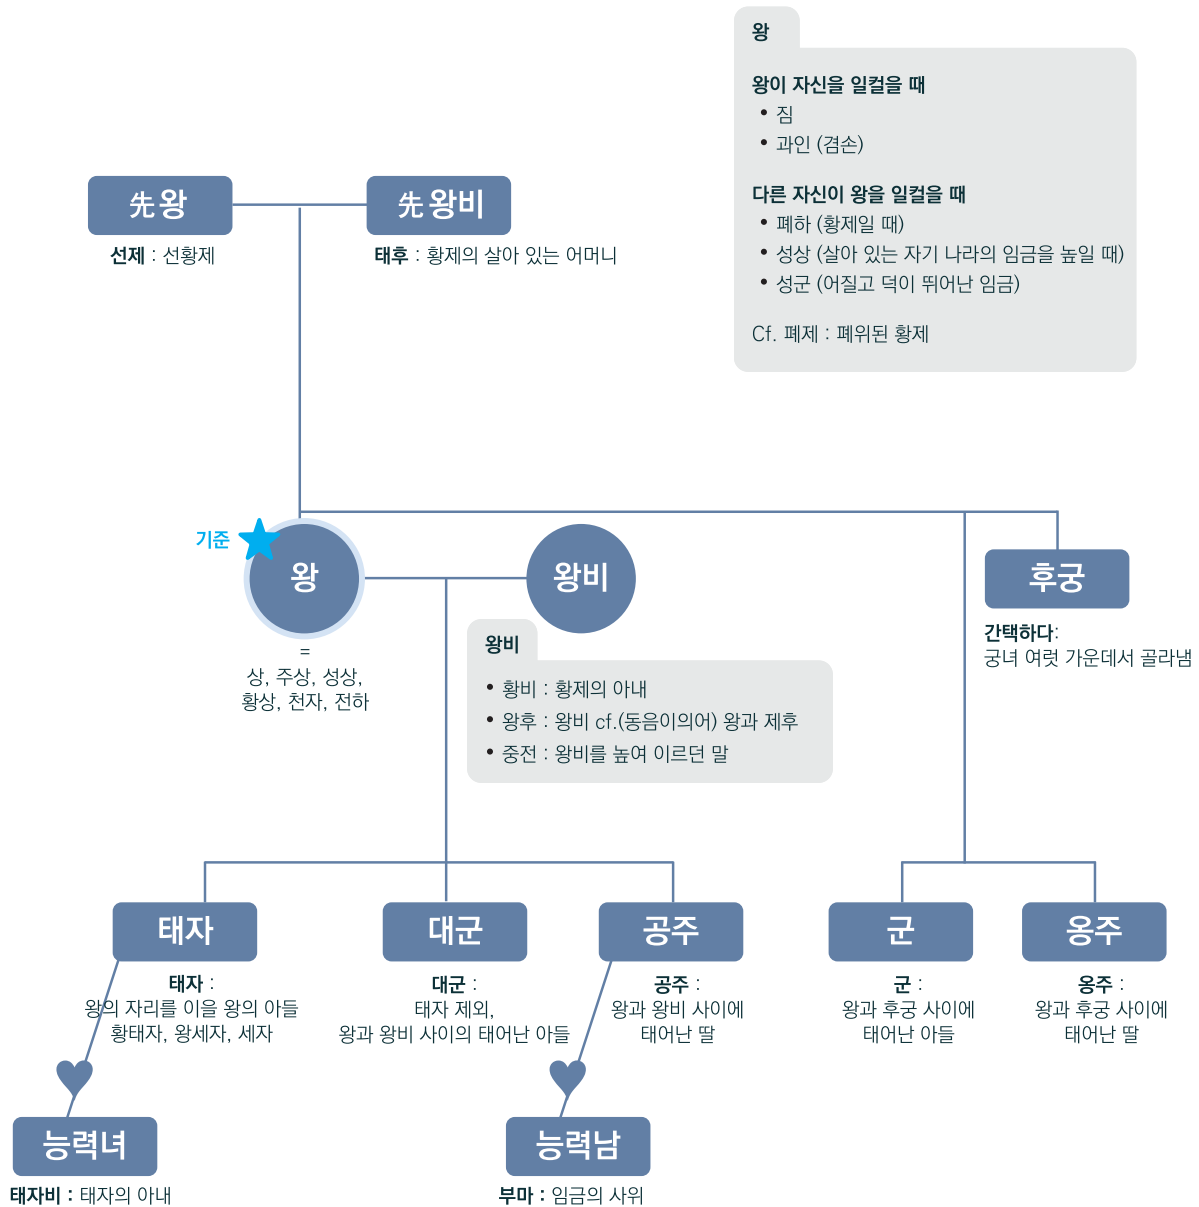 왕
왕이 자신을 일컬을 때
• 짐
• 과인 (겸손)
다른 자신이 왕을 일컬을 때
• 폐하 (황제일 때)
• 성상 (살아 있는 자기 나라의 임금을 높일 때)
• 성군 (어질고 덕이 뛰어난 임금)
Cf. 폐제 : 폐위된 황제
先왕
先왕비
선제 : 선황제
태후 : 황제의 살아 있는 어머니
기준
왕
왕비
후궁
간택하다:
궁녀 여럿 가운데서 골라냄
=
상, 주상, 성상,
황상, 천자, 전하
왕비
• 황비 : 황제의 아내
• 왕후 : 왕비 cf.(동음이의어) 왕과 제후
• 중전 : 왕비를 높여 이르던 말
태자
대군
공주
군
옹주
태자 :
왕의 자리를 이을 왕의 아들
황태자, 왕세자, 세자
대군 :
태자 제외,
왕과 왕비 사이의 태어난 아들
공주 :
왕과 왕비 사이에
태어난 딸
군 :
왕과 후궁 사이에
태어난 아들
옹주 :
왕과 후궁 사이에
태어난 딸
능력녀
능력남
태자비 : 태자의 아내
부마 : 임금의 사위